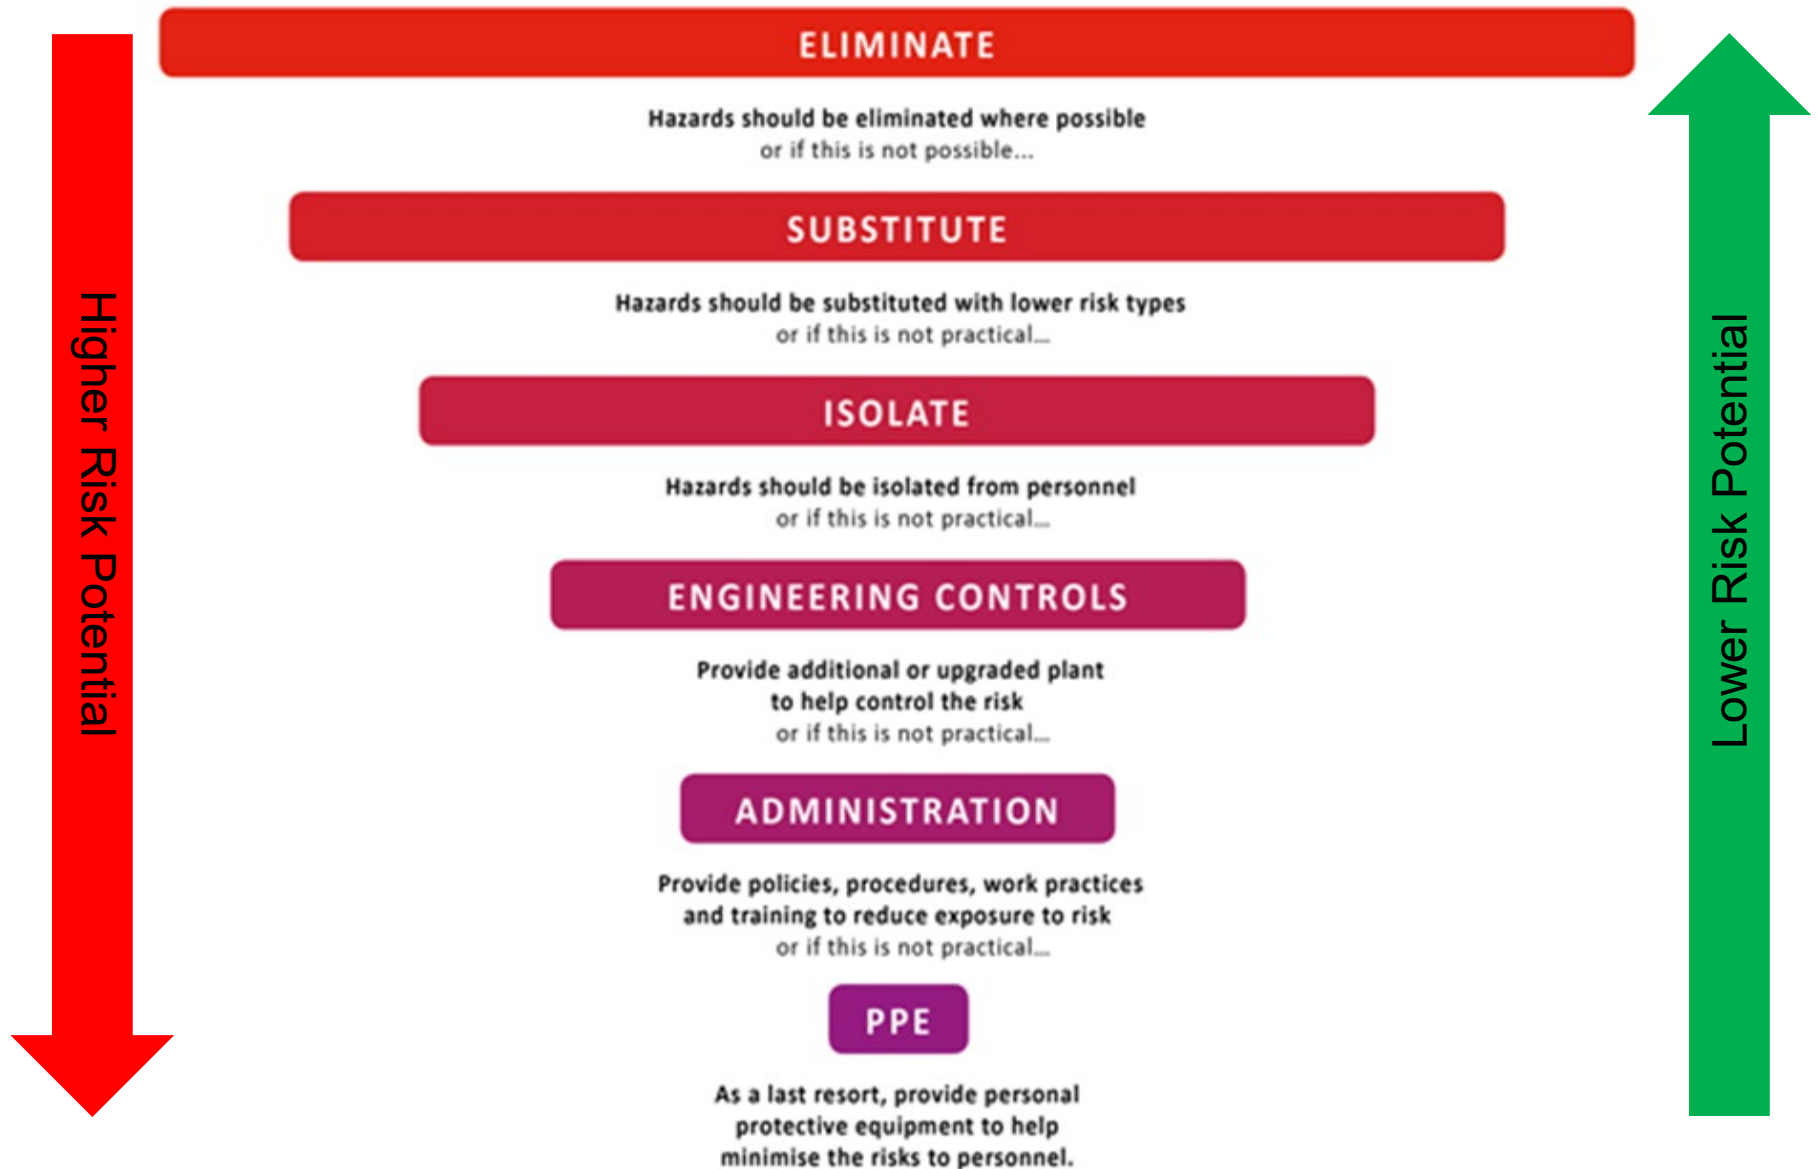 ELIMINATE
Hazards should be eliminated where possible
or if this is not possible...
SUBSTITUTE
Hazards should be substituted with lower risk types
or if this is not practical...
ISOLATE
Hazards should be isolated from personnel
or if this is not practical...
ENGINEERING CONTROLS
Provide additional or upgraded plant
to help control the risk
or if this is not practical...
ADMINISTRATION
Provide policies, procedures, work practices
and training to reduce exposure to risk
or if this is not practical...
PPE
As a last resort, provide personal
protective equipment to help
minimise the risks to personnel.
Higher Risk Potential
Lower Risk Potential